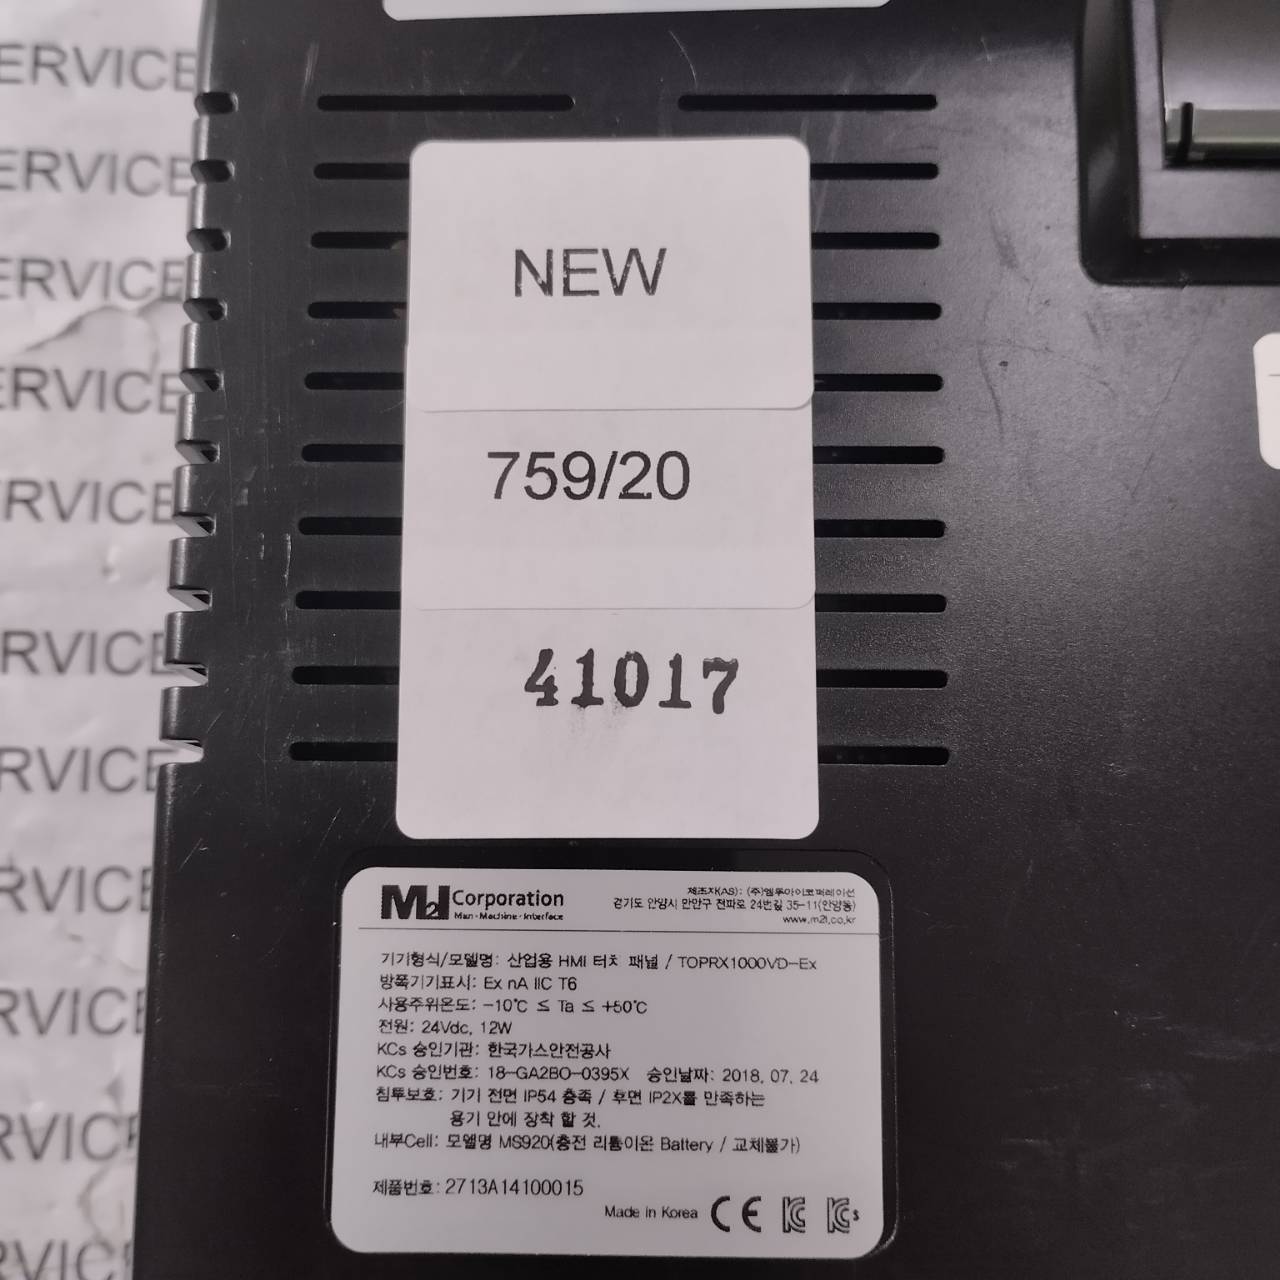 ERVICE
ERVICE
ERVICE
ERVICE
RVICE
RVICE
RVICE
RVICE
RVICE
RVICE
RVIC
NEW
759/20
41017
M2I Corporation
Man · Machine · Interface
제조자(AS): (주)엠투아이코퍼레이션
경기도 안양시 만안구 전파로 24번길 35-11(안양동)
www.m2i.co.kr
기기형식/모델명: 산업용 HMI 터치 패널 / TOPRX1000VD-Ex
방폭기기표시: Ex nA IIC T6
사용주위온도: -10℃ ≤ Ta ≤ +50℃
전원: 24Vdc, 12W
KCs 승인기관: 한국가스안전공사
KCs 승인번호: 18-GA2BO-0395X 승인날짜: 2018. 07. 24
침투보호: 기기 전면 IP54 충족 / 후면 IP2X를 만족하는
용기 안에 장착 할 것.
내부Cell: 모델명 MS920(충전 리튬이온 Battery / 교체불가)
제품번호: 2713A14100015
Made in Korea CE KC KCs